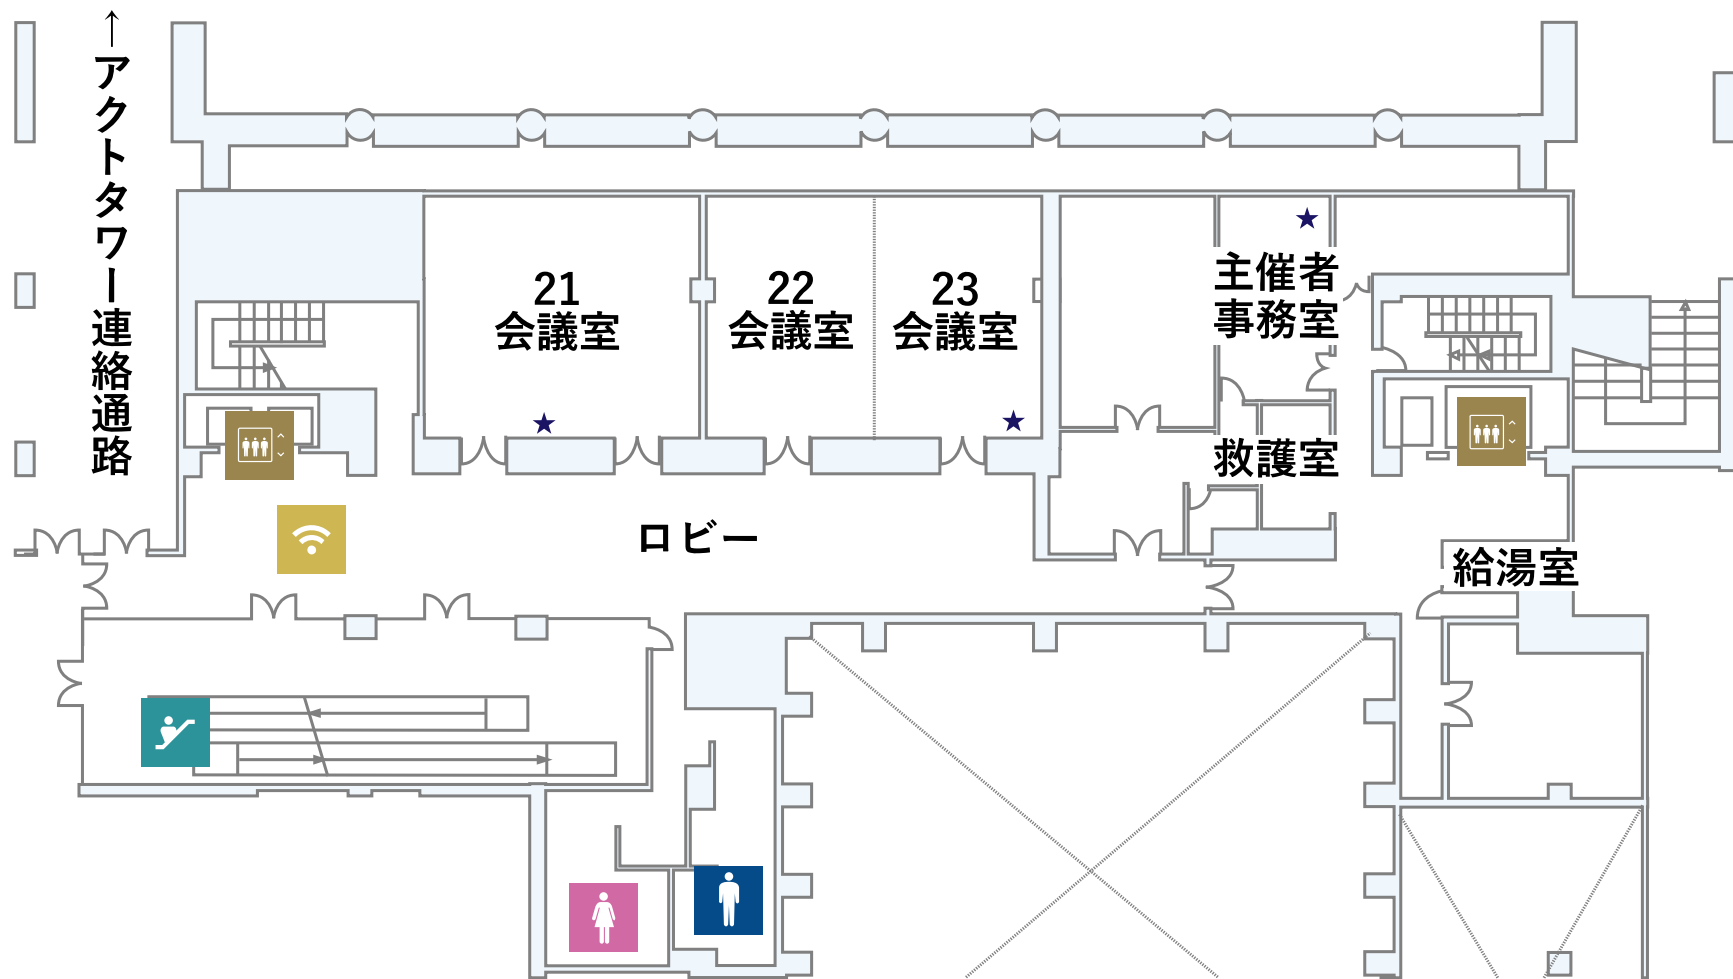 ←アクトタワー連絡通路
21
会議室
22
会議室
23
会議室
主催者
事務室
救護室
ロビー
給湯室